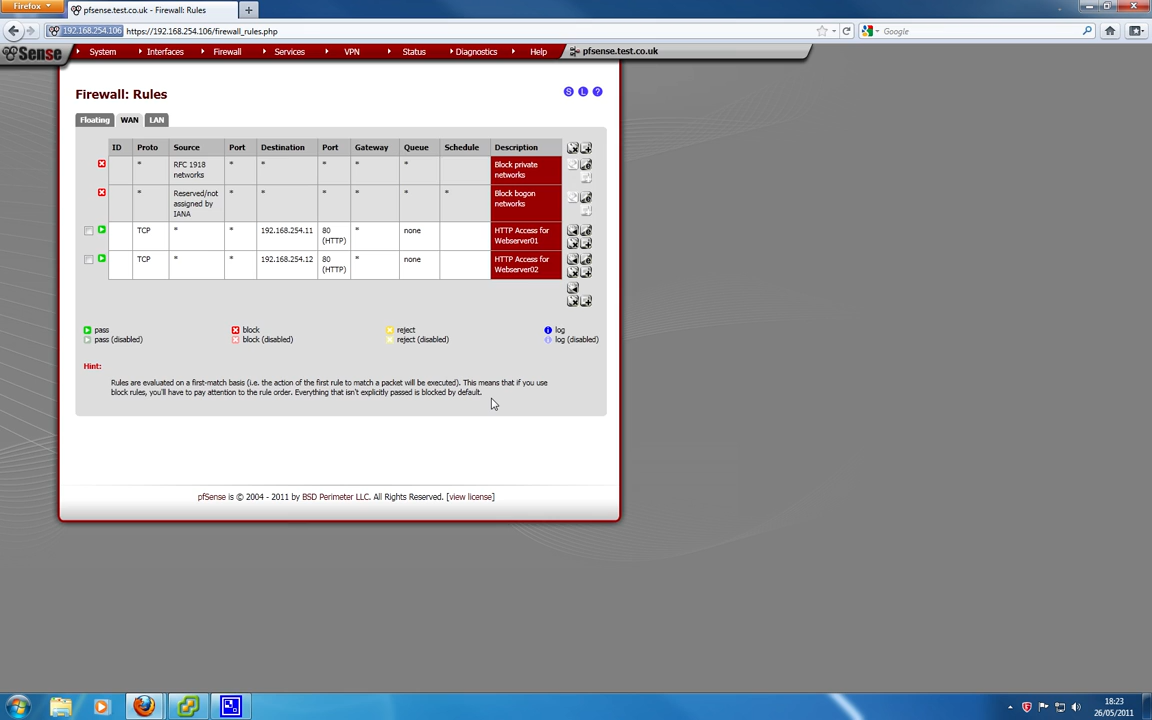 Firefox
pfsense.test.co.uk - Firewall: Rules
192.168.254.106 https://192.168.254.106/firewall_rules.php
Google
Sense System Interfaces Firewall Services VPN Status Diagnostics Help pfsense.test.co.uk
Firewall: Rules
S L ?
Floating WAN LAN
ID Proto Source Port Destination Port Gateway Queue Schedule Description
* RFC 1918 networks * * * * * Block private networks
* Reserved/not assigned by IANA * * * * * * Block bogon networks
TCP * * 192.168.254.11 80 (HTTP) * none HTTP Access for Webserver01
TCP * * 192.168.254.12 80 (HTTP) * none HTTP Access for Webserver02
pass block reject log
pass (disabled) block (disabled) reject (disabled) log (disabled)
Hint:
Rules are evaluated on a first-match basis (i.e. the action of the first rule to match a packet will be executed). This means that if you use
block rules, you'll have to pay attention to the rule order. Everything that isn't explicitly passed is blocked by default.
pfSense is © 2004 - 2011 by BSD Perimeter LLC. All Rights Reserved. [view license]
18:23
26/05/2011